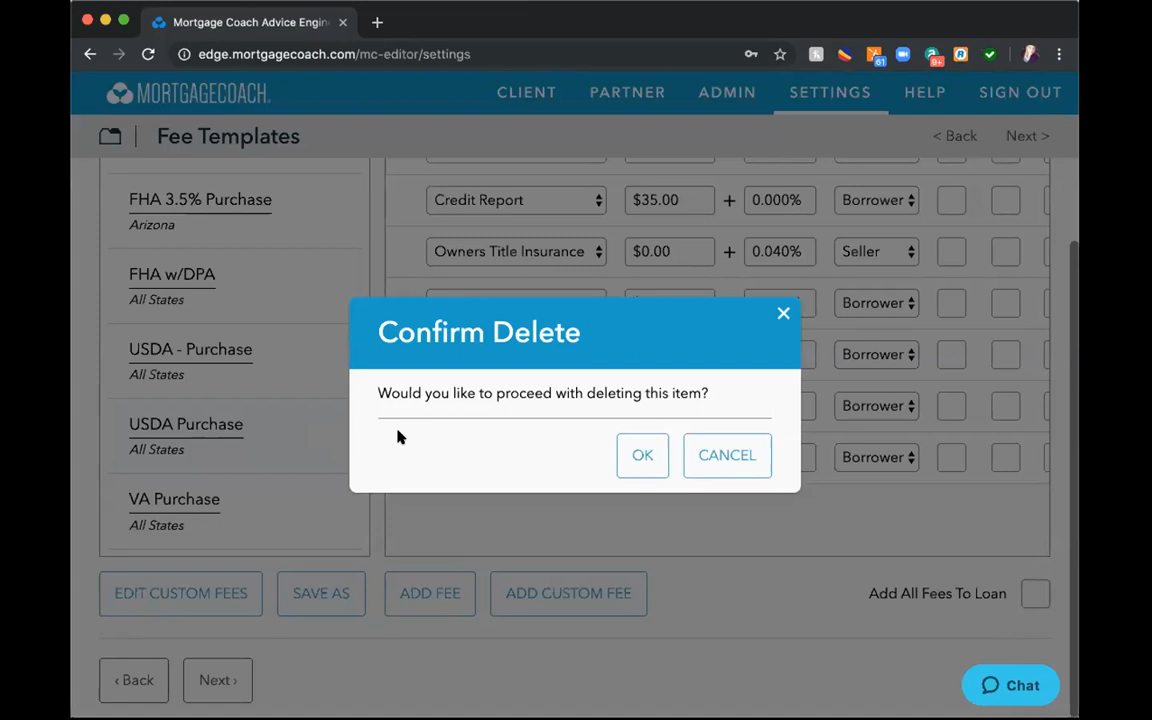 Mortgage Coach Advice Engin
edge.mortgagecoach.com/mc-editor/settings
61
9+
MORTGAGECOACH
CLIENT
PARTNER
ADMIN
SETTINGS
HELP
SIGN OUT
Fee Templates
< Back
Next >
FHA 3.5% Purchase
Arizona
FHA w/DPA
All States
USDA - Purchase
All States
USDA Purchase
All States
VA Purchase
All States
Credit Report
$35.00
+
0.000%
Borrower
Owners Title Insurance
$0.00
+
0.040%
Seller
Borrower
Borrower
Borrower
Borrower
Confirm Delete
Would you like to proceed with deleting this item?
OK
CANCEL
EDIT CUSTOM FEES
SAVE AS
ADD FEE
ADD CUSTOM FEE
Add All Fees To Loan
‹ Back
Next ›
Chat